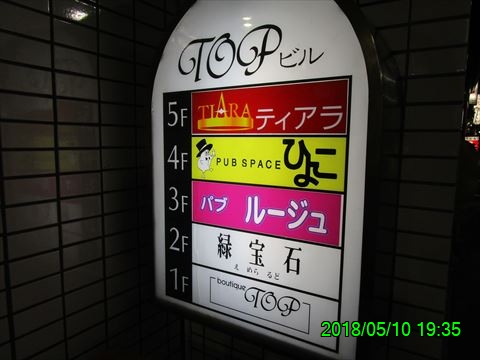 TOPビル
5F TIARA ティアラ
4F PUB SPACE ひよこ
3F パブ ルージュ
2F 緑宝石
えめらるど
1F boutique TOP
2018/05/10 19:35